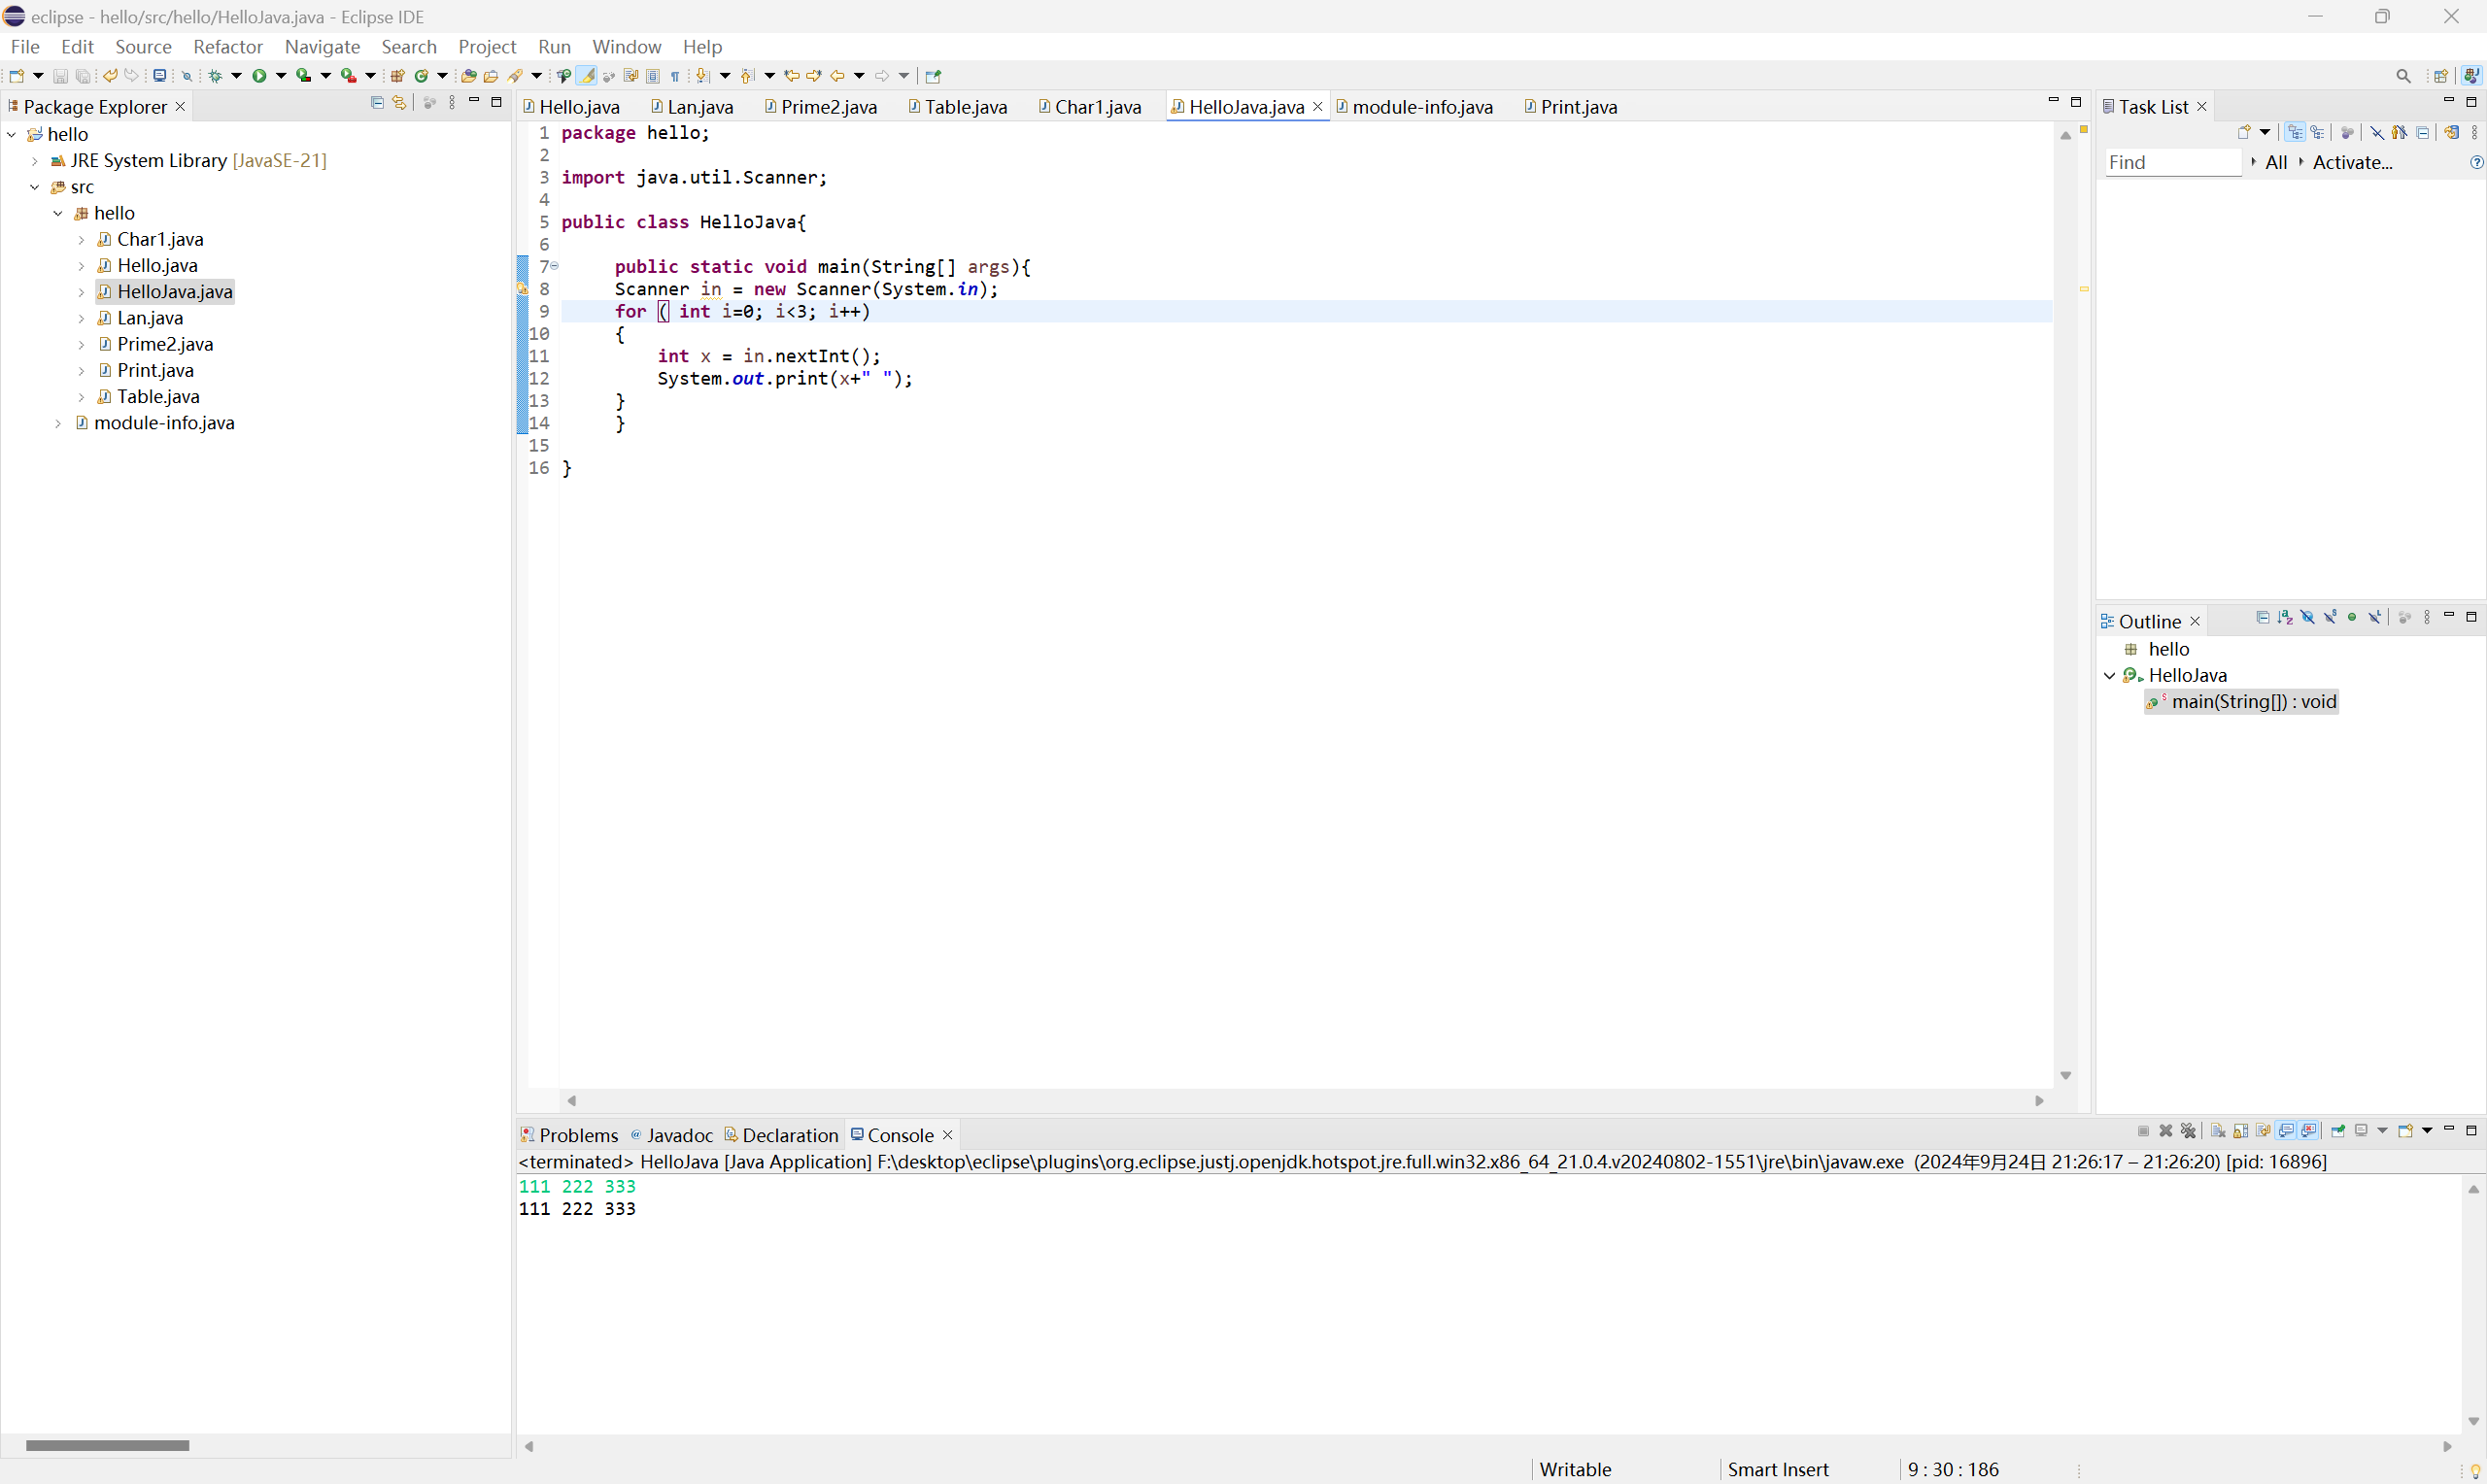 eclipse - hello/src/hello/HelloJava.java - Eclipse IDE
File Edit Source Refactor Navigate Search Project Run Window Help
Package Explorer
hello
JRE System Library [JavaSE-21]
src
hello
Char1.java
Hello.java
HelloJava.java
Lan.java
Prime2.java
Print.java
Table.java
module-info.java
Hello.java Lan.java Prime2.java Table.java Char1.java HelloJava.java module-info.java Print.java
1 package hello;
2
3 import java.util.Scanner;
4
5 public class HelloJava{
6
7 public static void main(String[] args){
8 Scanner in = new Scanner(System.in);
9 for ( int i=0; i<3; i++)
10 {
11 int x = in.nextInt();
12 System.out.print(x+" ");
13 }
14 }
15
16 }
Task List
Find All Activate...
Outline
hello
HelloJava
main(String[]) : void
Problems Javadoc Declaration Console
<terminated> HelloJava [Java Application] F:\desktop\eclipse\plugins\org.eclipse.justj.openjdk.hotspot.jre.full.win32.x86_64_21.0.4.v20240802-1551\jre\bin\javaw.exe (2024年9月24日 21:26:17 – 21:26:20) [pid: 16896]
111 222 333
111 222 333
Writable Smart Insert 9 : 30 : 186